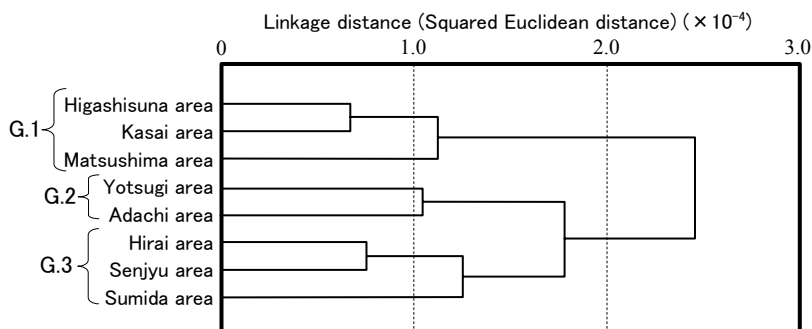 Linkage distance (Squared Euclidean distance) (×10⁻⁴)
0 1.0 2.0 3.0
Higashisuna area
G.1
Kasai area
Matsushima area
Yotsugi area
G.2
Adachi area
Hirai area
G.3
Senjyu area
Sumida area